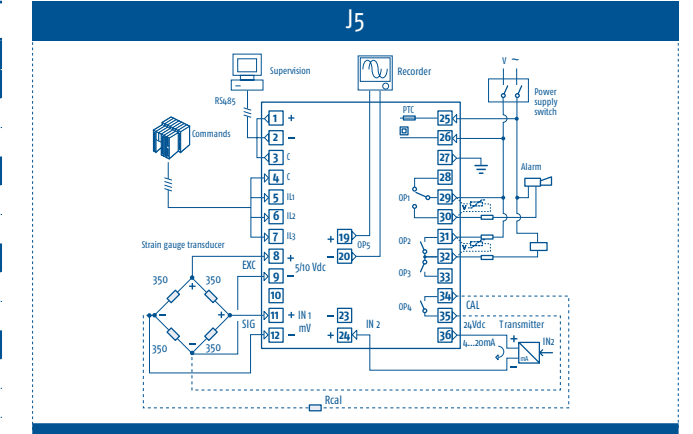 J5
V ~
Supervision
Recorder
Power
supply
switch
RS485
PTC
Commands
1 +
2 −
3 C
4 C
5 IL1
6 IL2
7 IL3
8 +
9 −
10
11 + IN 1
12 − mV
EXC
SIG
5/10 Vdc
+ 19
OP5
− 20
− 23
+ 24
IN 2
25
26
27
28
29
30
31
32
33
34
35
36
OP1
OP2
OP3
OP4
V
V
Alarm
Strain gauge transducer
350
350
350
350
+
−
+
−
CAL
24Vdc
4...20mA
Transmitter
+
−
mA
IN2
Rcal